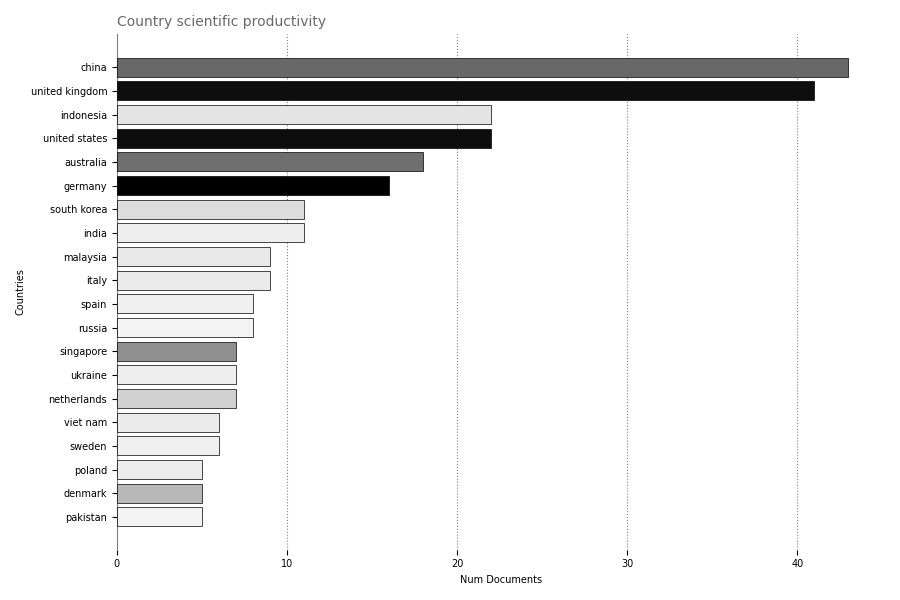 Country scientific productivity
china
united kingdom
indonesia
united states
australia
germany
south korea
india
malaysia
italy
spain
russia
singapore
ukraine
netherlands
viet nam
sweden
poland
denmark
pakistan
Countries
0 10 20 30 40
Num Documents